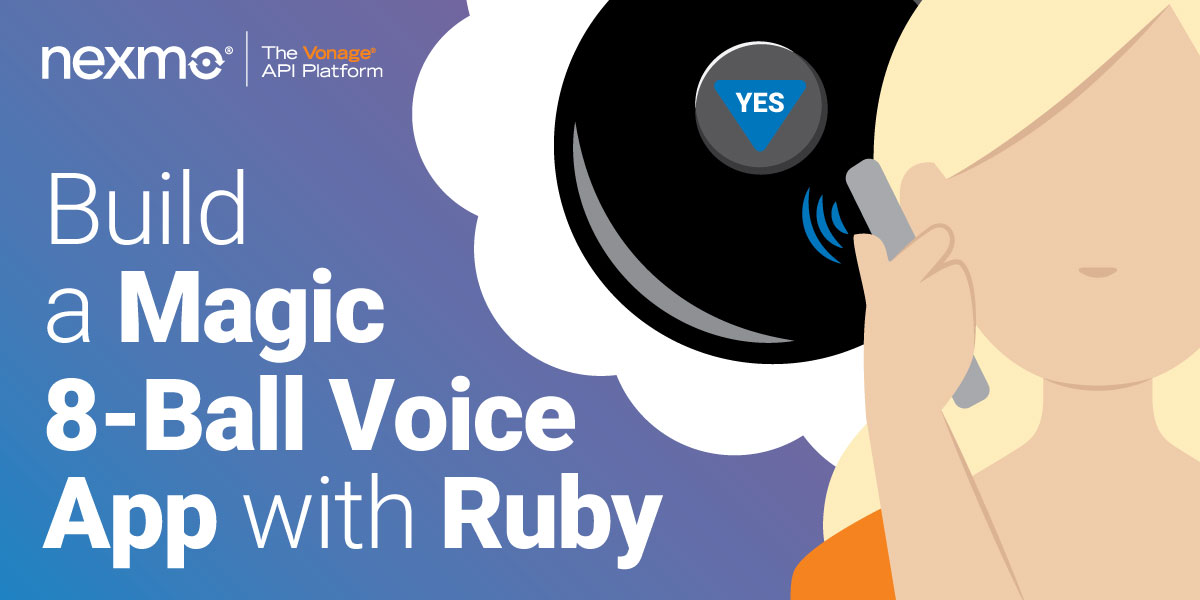 nexmo®
The Vonage®
API Platform
YES
Build
a Magic
8-Ball Voice
App with Ruby